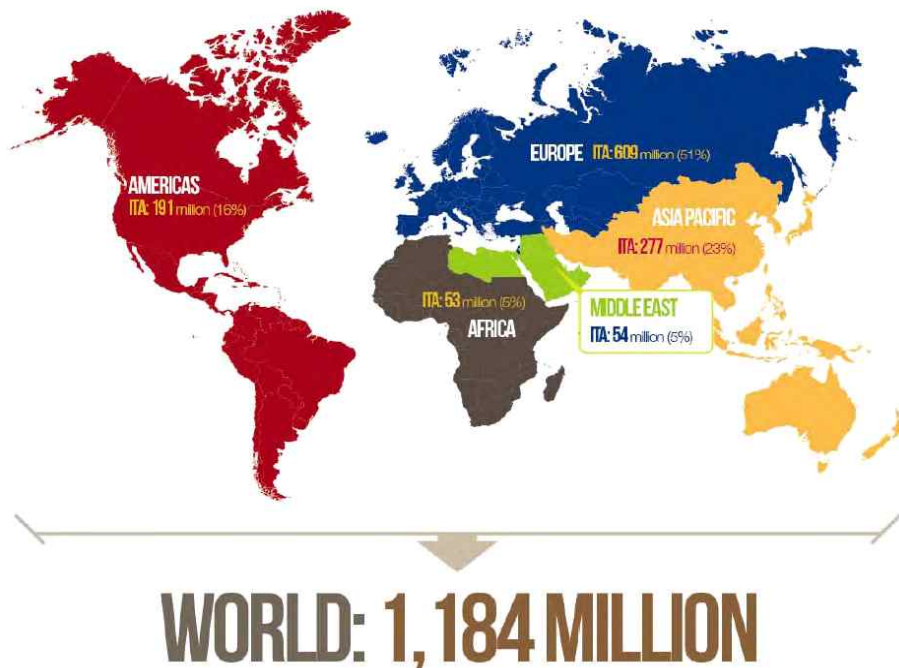 EUROPE ITA: 609 million (51%)
AMERICAS
ITA: 191 million (16%)
ASIA PACIFIC
ITA: 277 million (23%)
ITA: 53 million (5%)
AFRICA
MIDDLE EAST
ITA: 54 million (5%)
WORLD: 1,184 MILLION